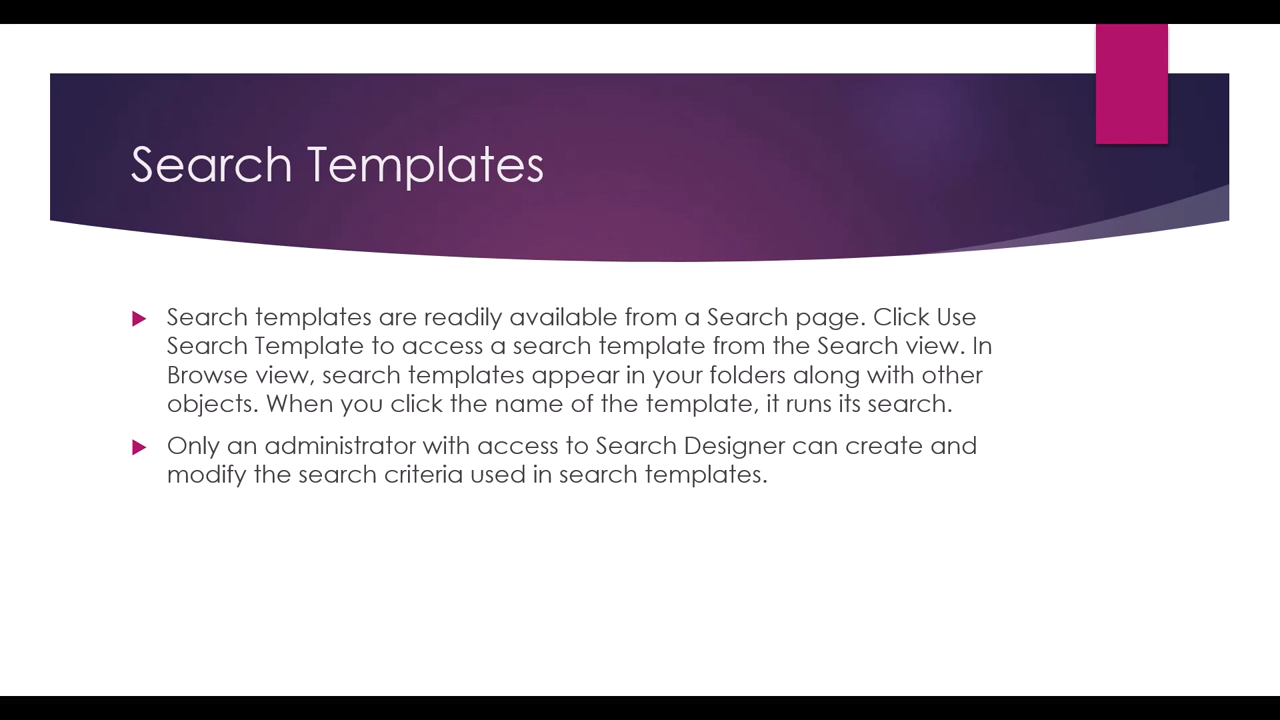 Search Templates
Search templates are readily available from a Search page. Click Use
Search Template to access a search template from the Search view. In
Browse view, search templates appear in your folders along with other
objects. When you click the name of the template, it runs its search.
Only an administrator with access to Search Designer can create and
modify the search criteria used in search templates.